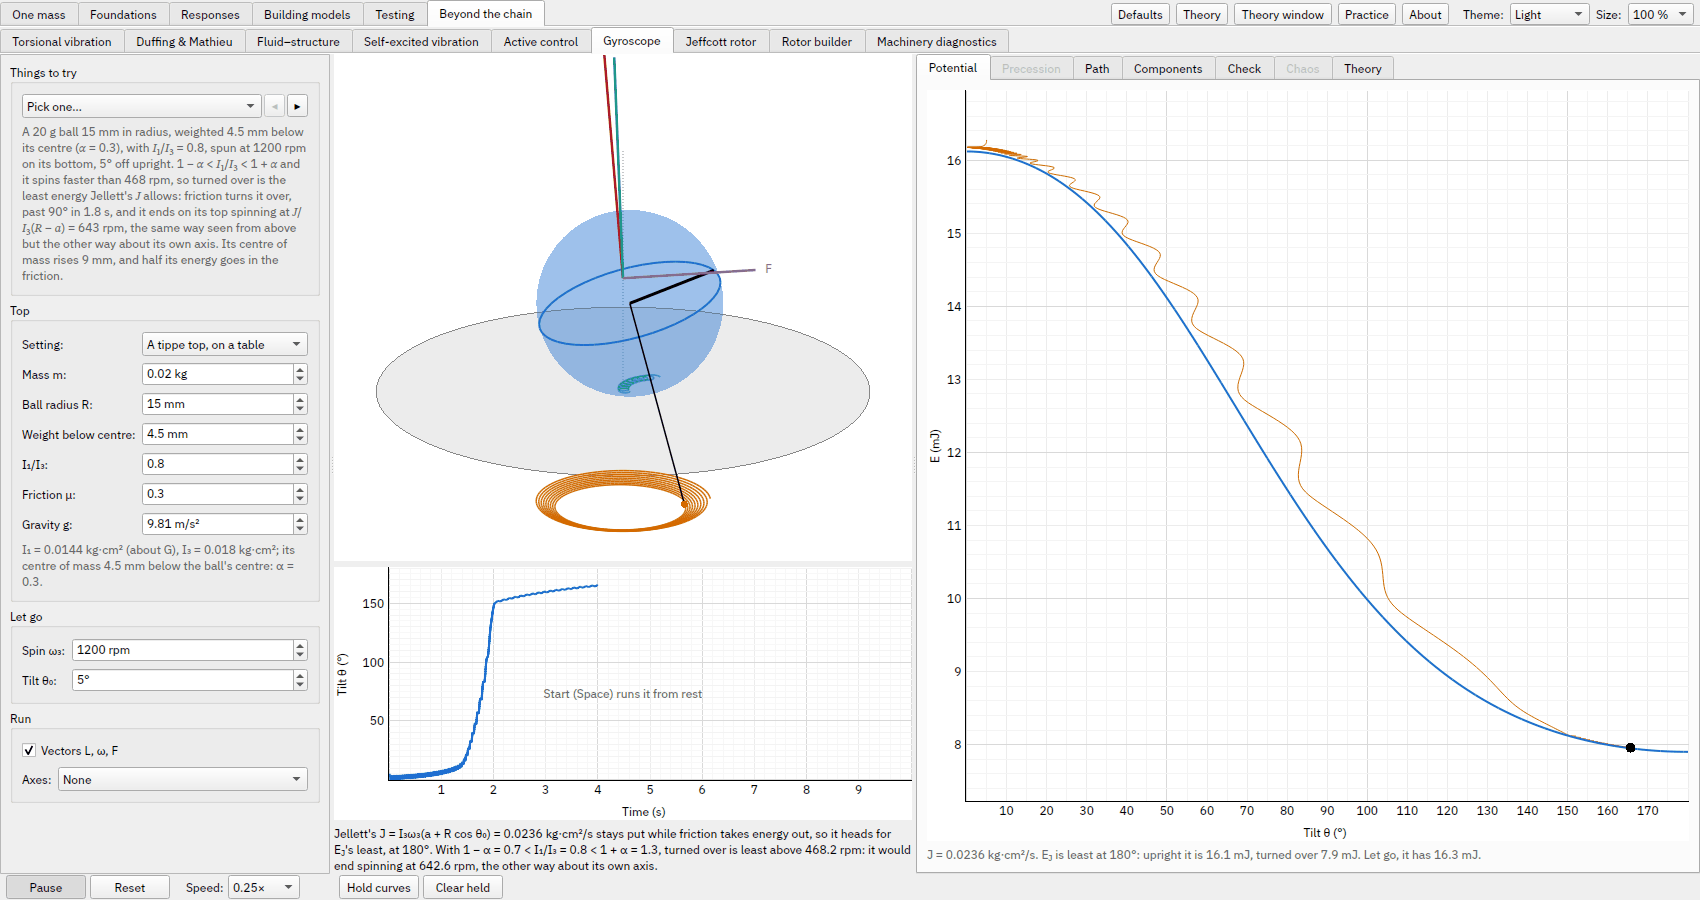 One mass Foundations Responses Building models Testing Beyond the chain Defaults Theory Theory window Practice About Theme: Light Size: 100 %
Torsional vibration Duffing & Mathieu Fluid–structure Self-excited vibration Active control Gyroscope Jeffcott rotor Rotor builder Machinery diagnostics
Things to try
Pick one...
A 20 g ball 15 mm in radius, weighted 4.5 mm below
its centre (α = 0.3), with I₁/I₃ = 0.8, spun at 1200 rpm
on its bottom, 5° off upright. 1 − α < I₁/I₃ < 1 + α and
it spins faster than 468 rpm, so turned over is the
least energy Jellett's J allows: friction turns it over,
past 90° in 1.8 s, and it ends on its top spinning at J/
I₃(R − a) = 643 rpm, the same way seen from above
but the other way about its own axis. Its centre of
mass rises 9 mm, and half its energy goes in the
friction.
Top
Setting: A tippe top, on a table
Mass m: 0.02 kg
Ball radius R: 15 mm
Weight below centre: 4.5 mm
I₁/I₃: 0.8
Friction μ: 0.3
Gravity g: 9.81 m/s²
I₁ = 0.0144 kg·cm² (about G), I₃ = 0.018 kg·cm²; its
centre of mass 4.5 mm below the ball's centre: α =
0.3.
Let go
Spin ω₃: 1200 rpm
Tilt θ₀: 5°
Run
Vectors L, ω, F
Axes: None
Pause Reset Speed: 0.25×
F
Tilt θ (°)
150
100
50
Start (Space) runs it from rest
1 2 3 4 5 6 7 8 9
Time (s)
Jellett's J = I₃ω₃(a + R cos θ₀) = 0.0236 kg·cm²/s stays put while friction takes energy out, so it heads for
Eⱼ's least, at 180°. With 1 − α = 0.7 < I₁/I₃ = 0.8 < 1 + α = 1.3, turned over is least above 468.2 rpm: it would
end spinning at 642.6 rpm, the other way about its own axis.
Hold curves Clear held
Potential Precession Path Components Check Chaos Theory
E (mJ)
16
15
14
13
12
11
10
9
8
10 20 30 40 50 60 70 80 90 100 110 120 130 140 150 160 170
Tilt θ (°)
J = 0.0236 kg·cm²/s. Eⱼ is least at 180°: upright it is 16.1 mJ, turned over 7.9 mJ. Let go, it has 16.3 mJ.